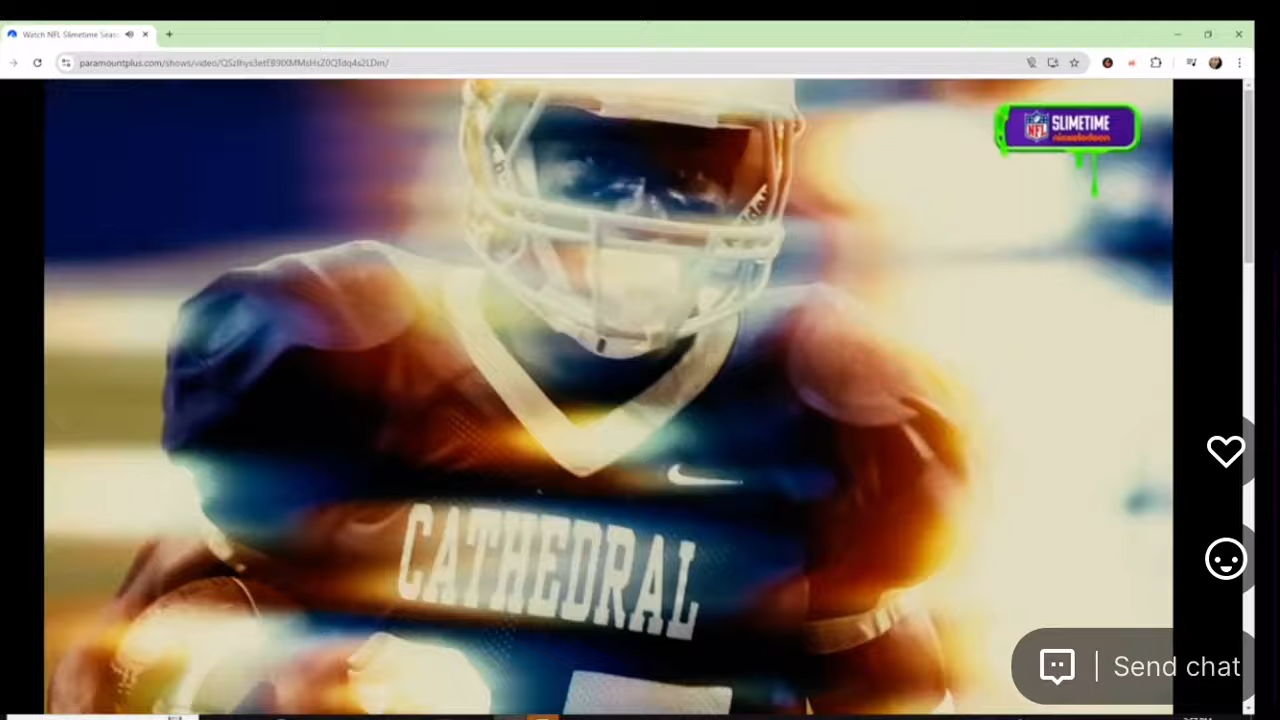 Watch NFL Slimetime Seas
paramountplus.com/shows/video/
NFL SLIMETIME
nickelodeon
CATHEDRAL
Send chat